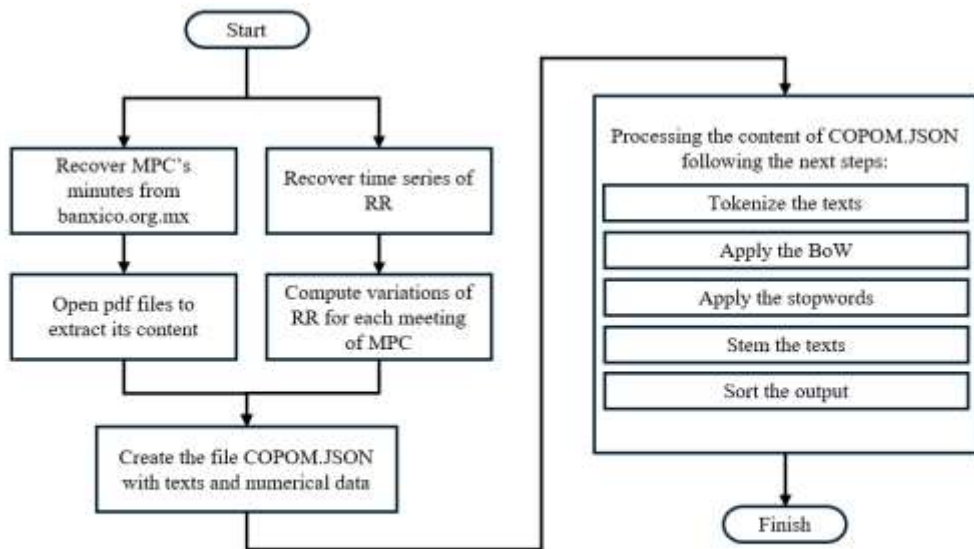 Start
Recover MPC's
minutes from
banxico.org.mx
Recover time series of
RR
Open pdf files to
extract its content
Compute variations of
RR for each meeting
of MPC
Create the file COPOM.JSON
with texts and numerical data
Processing the content of COPOM.JSON
following the next steps:
Tokenize the texts
Apply the BoW
Apply the stopwords
Stem the texts
Sort the output
Finish